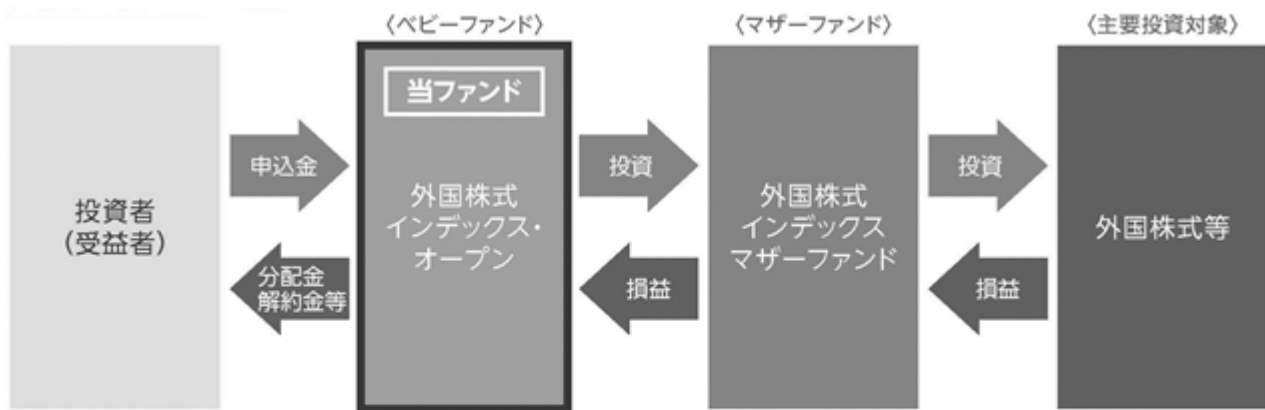 〈ベビーファンド〉
〈マザーファンド〉
〈主要投資対象〉
当ファンド
投資者
(受益者)
申込金
分配金
解約金等
外国株式
インデックス・
オープン
投資
損益
外国株式
インデックス
マザーファンド
投資
損益
外国株式等